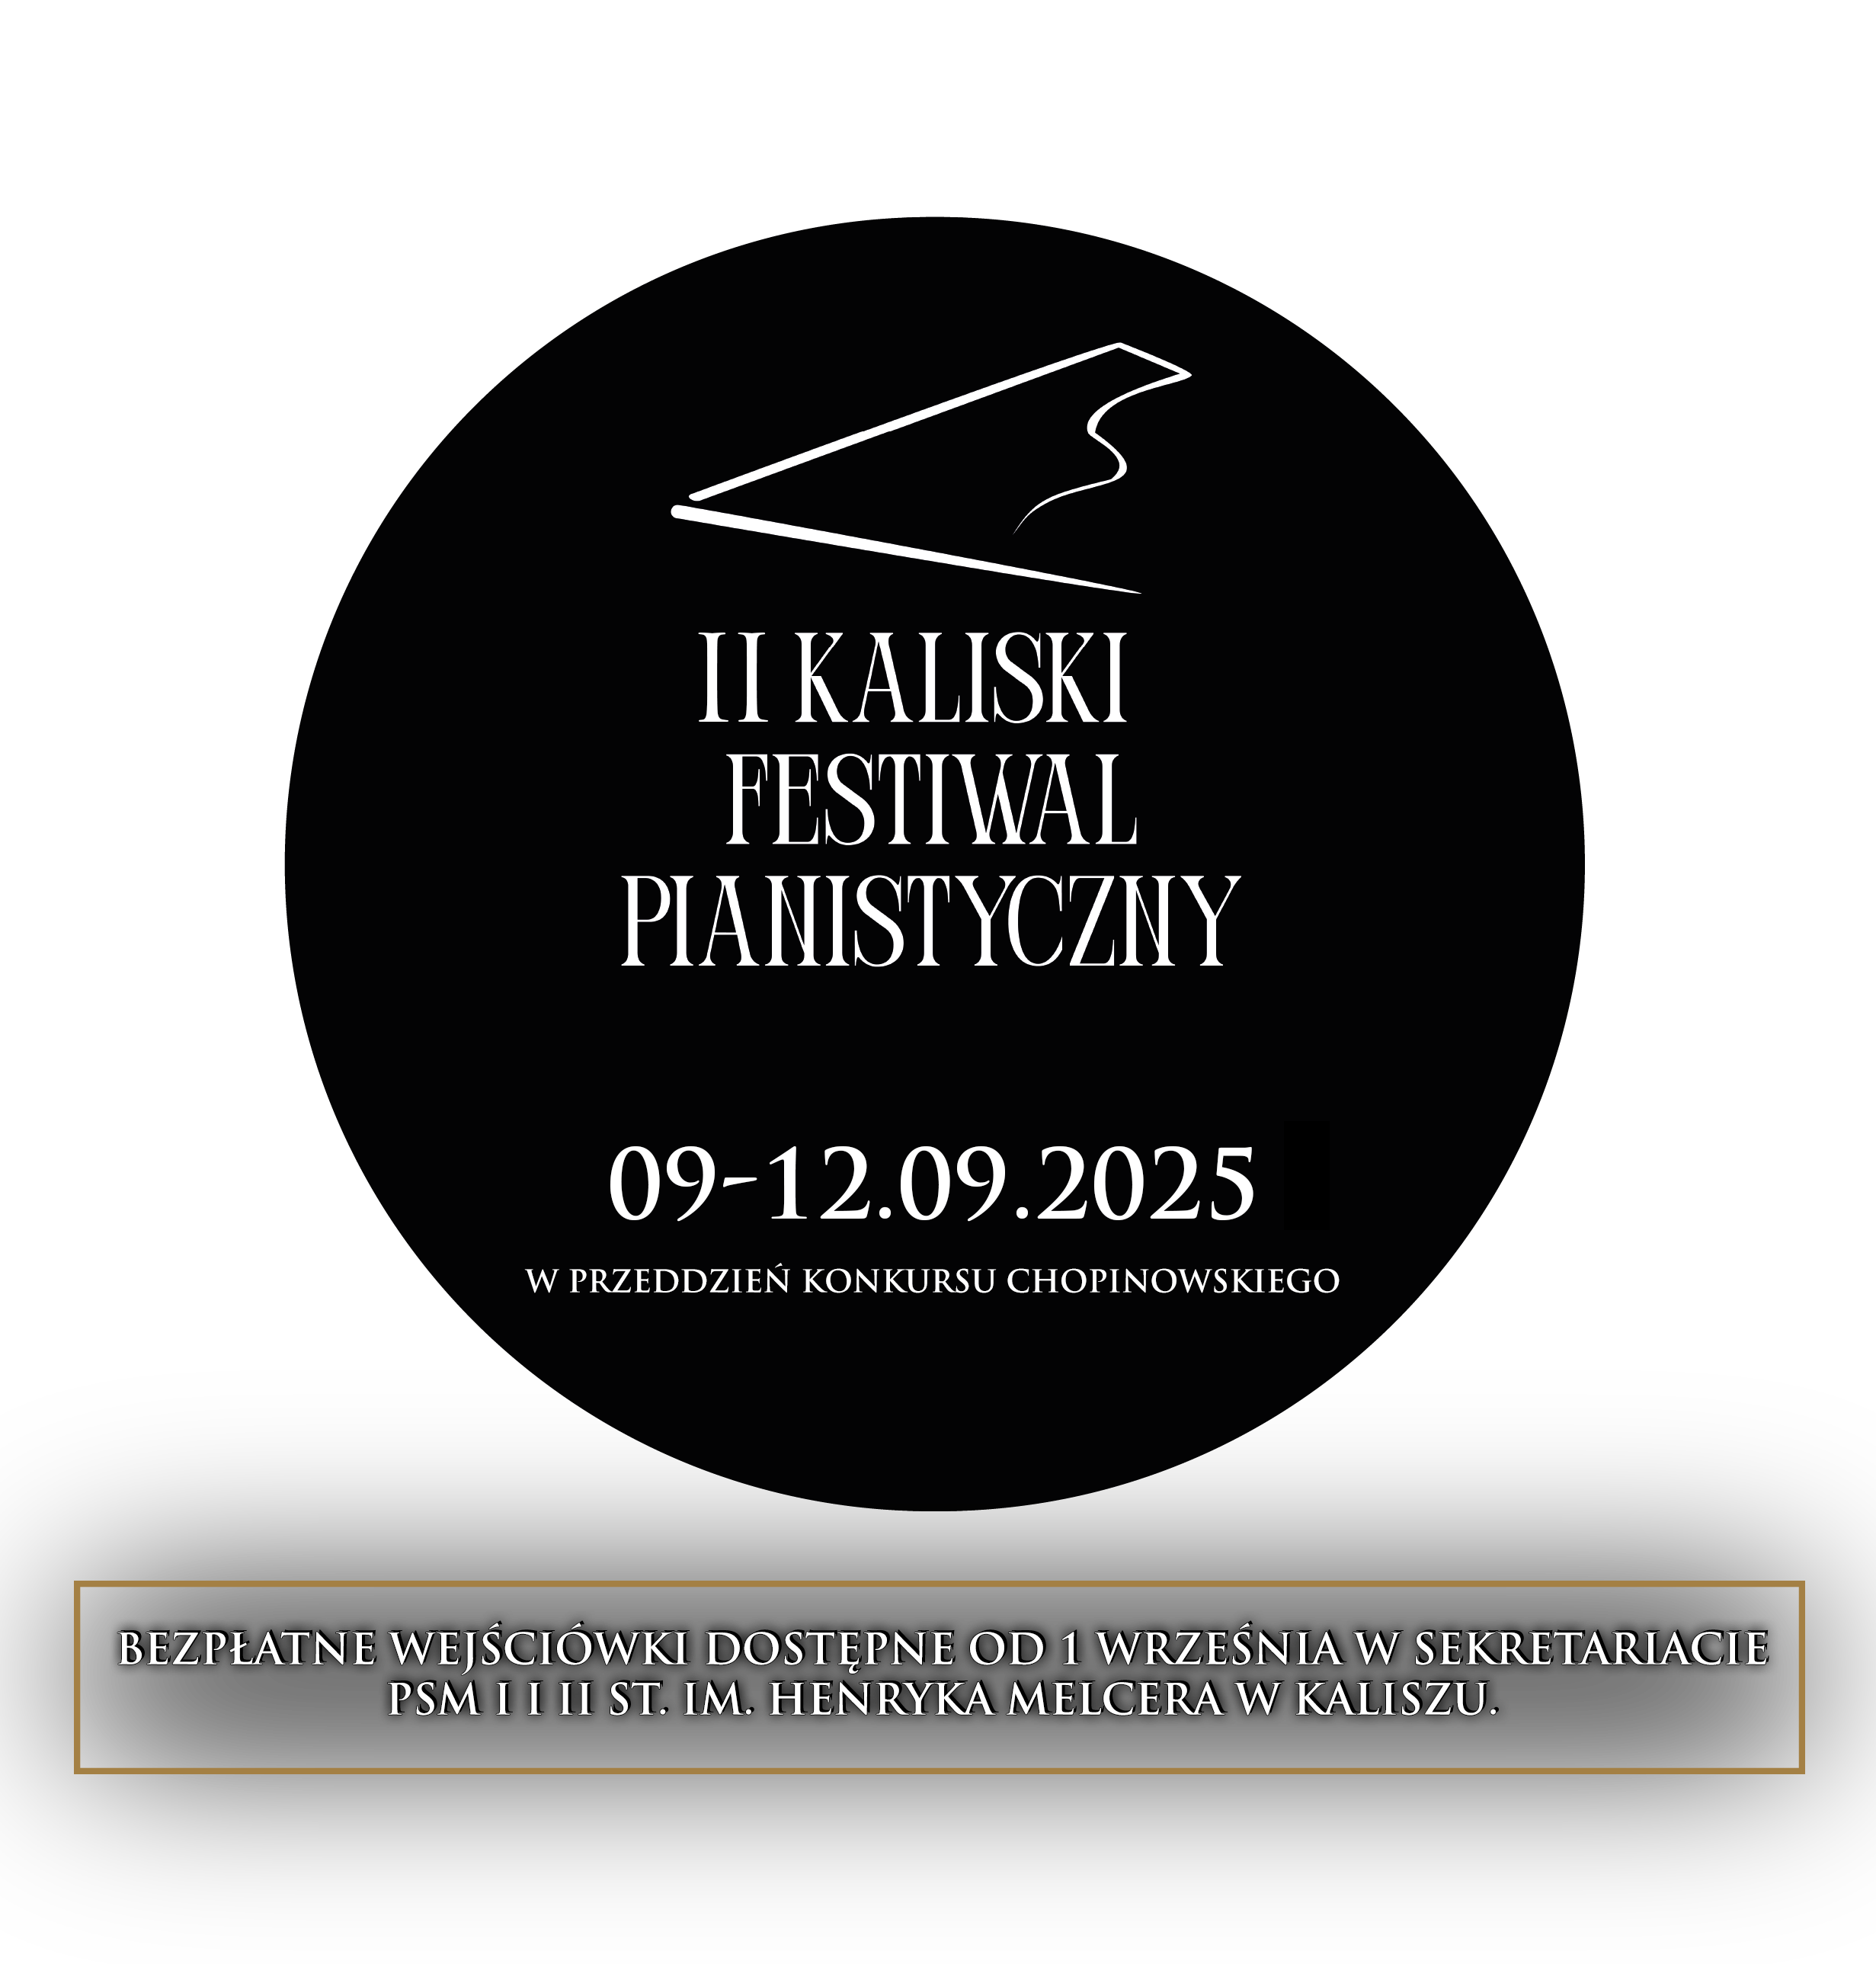 II KALISKI
FESTIWAL
PIANISTYCZNY
09-12.09.2025
W PRZEDDZIEŃ KONKURSU CHOPINOWSKIEGO
BEZPŁATNE WEJŚCIÓWKI DOSTĘPNE OD 1 WRZEŚNIA W SEKRETARIACIE
PSM I I II ST. IM. HENRYKA MELCERA W KALISZU.